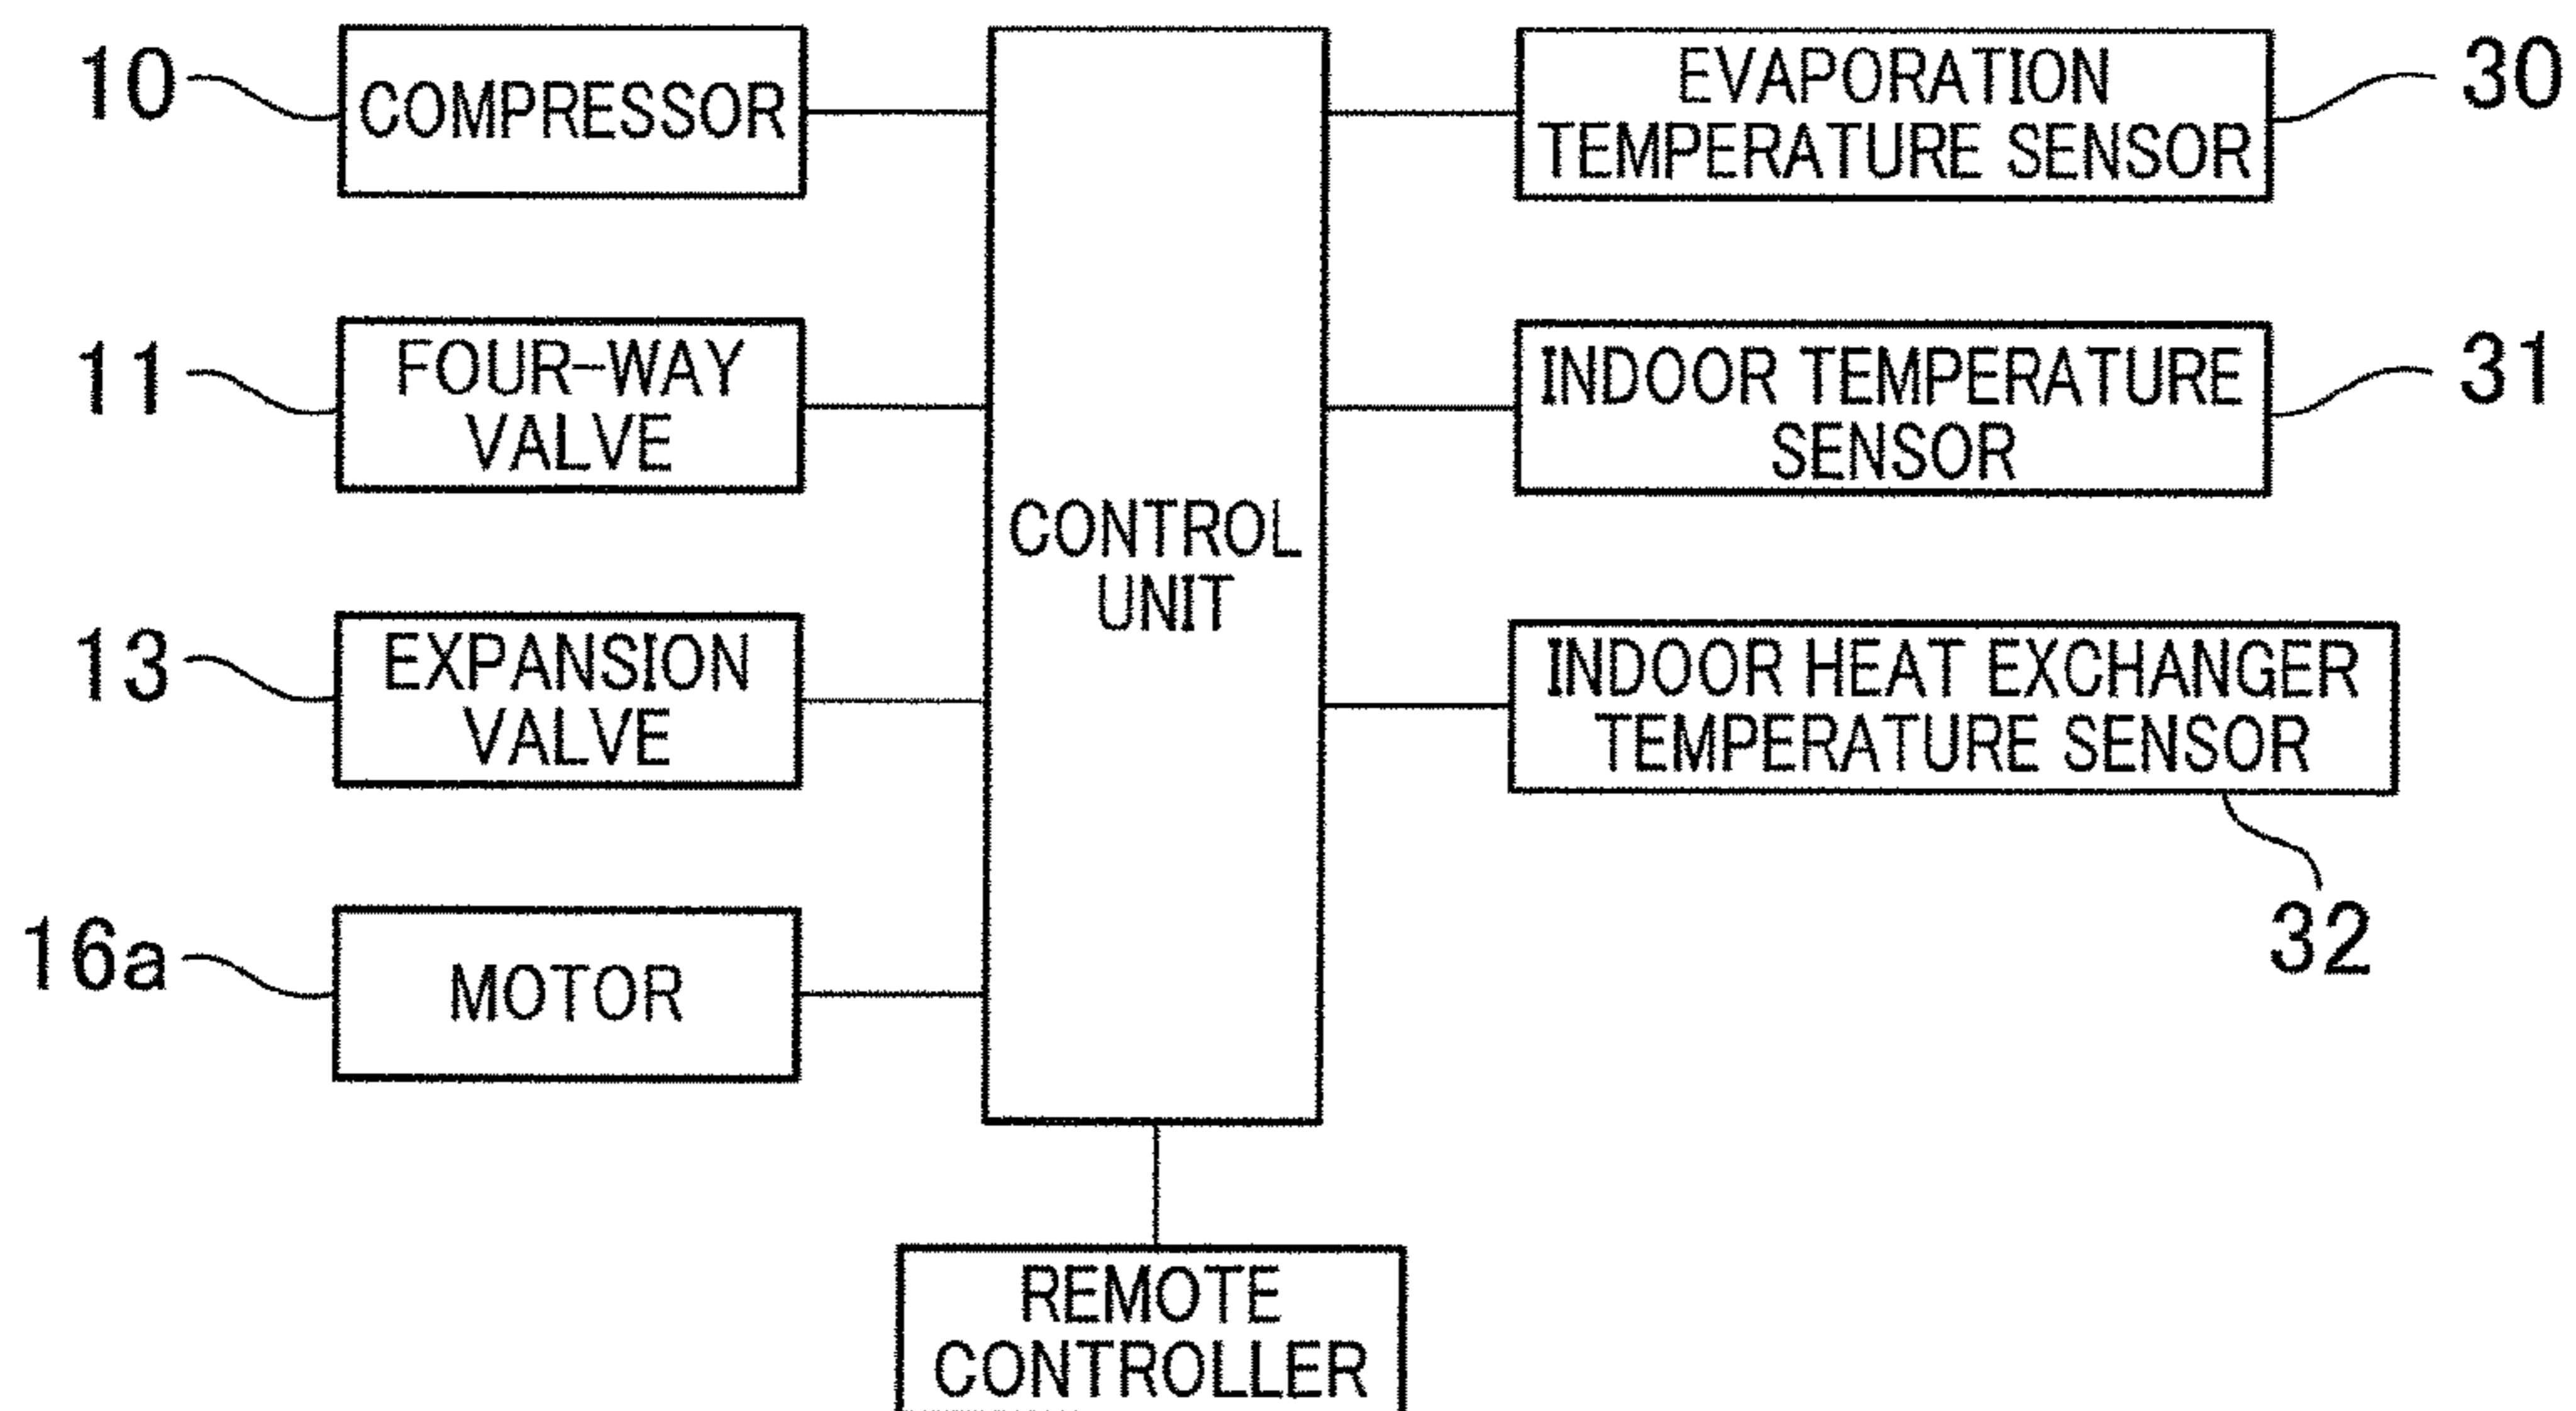 10
COMPRESSOR
11
FOUR-WAY
VALVE
13
EXPANSION
VALVE
16a
MOTOR
CONTROL
UNIT
EVAPORATION
TEMPERATURE SENSOR
30
INDOOR TEMPERATURE
SENSOR
31
INDOOR HEAT EXCHANGER
TEMPERATURE SENSOR
32
REMOTE
CONTROLLER